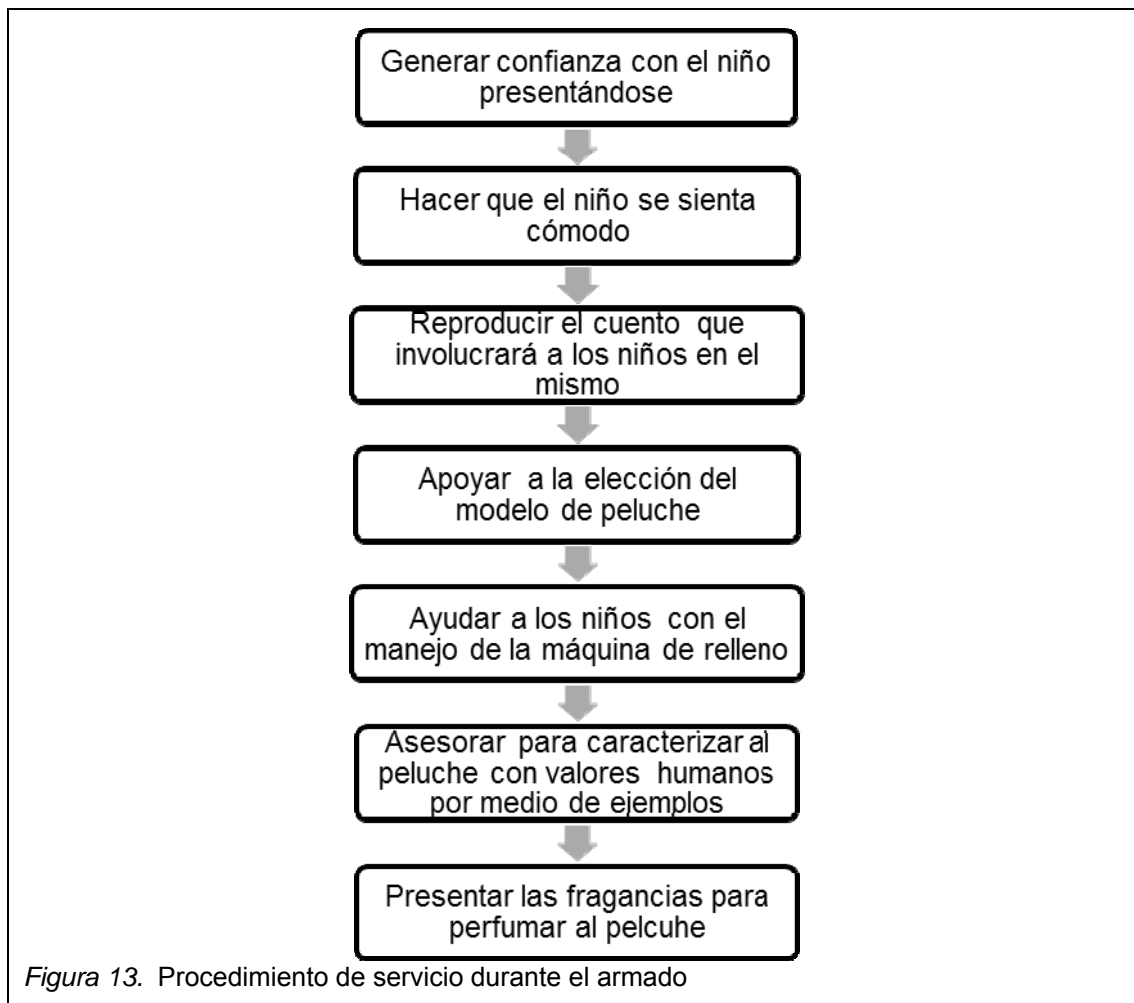 Generar confianza con el niño
presentándose
Hacer que el niño se sienta
cómodo
Reproducir el cuento que
involucrará a los niños en el
mismo
Apoyar a la elección del
modelo de peluche
Ayudar a los niños con el
manejo de la máquina de relleno
Asesorar para caracterizar al
peluche con valores humanos
por medio de ejemplos
Presentar las fragancias para
perfumar al pelcuhe
Figura 13. Procedimiento de servicio durante el armado